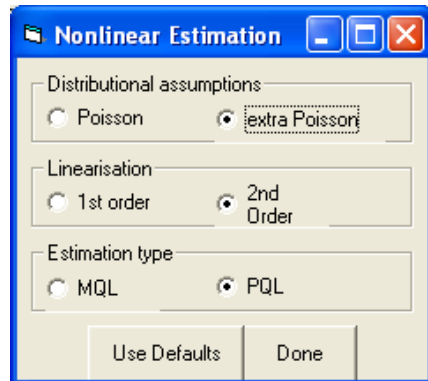 Nonlinear Estimation
Distributional assumptions
Poisson extra Poisson
Linearisation
1st order 2nd
Order
Estimation type
MQL PQL
Use Defaults Done